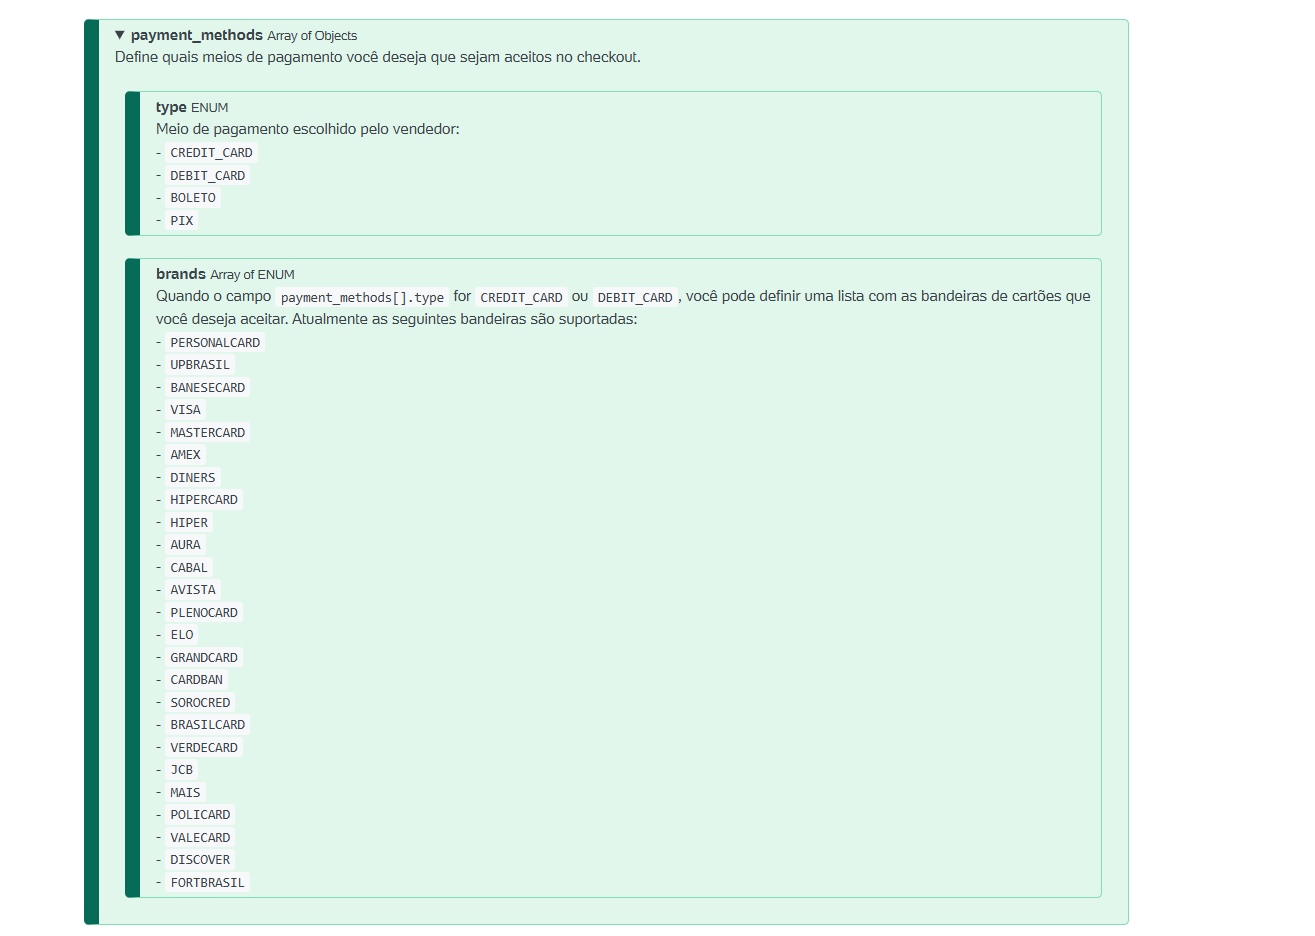 ▼ payment_methods Array of Objects
Define quais meios de pagamento você deseja que sejam aceitos no checkout.
type ENUM
Meio de pagamento escolhido pelo vendedor:
- CREDIT_CARD
- DEBIT_CARD
- BOLETO
- PIX
brands Array of ENUM
Quando o campo payment_methods[].type for CREDIT_CARD ou DEBIT_CARD, você pode definir uma lista com as bandeiras de cartões que
você deseja aceitar. Atualmente as seguintes bandeiras são suportadas:
- PERSONALCARD
- UPBRASIL
- BANESECARD
- VISA
- MASTERCARD
- AMEX
- DINERS
- HIPERCARD
- HIPER
- AURA
- CABAL
- AVISTA
- PLENOCARD
- ELO
- GRANDCARD
- CARDBAN
- SOROCRED
- BRASILCARD
- VERDECARD
- JCB
- MAIS
- POLICARD
- VALECARD
- DISCOVER
- FORTBRASIL